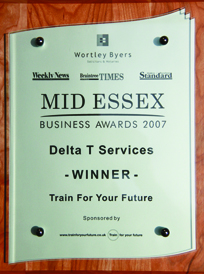 Wortley Byers
Weekly News Braintree TIMES Standard
MID ESSEX
BUSINESS AWARDS 2007
Delta T Services
- WINNER -
Train For Your Future
Sponsored by
www.trainforyourfuture.co.uk Train for your future